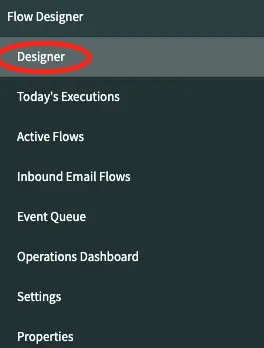 Flow Designer
Designer
Today's Executions
Active Flows
Inbound Email Flows
Event Queue
Operations Dashboard
Settings
Properties